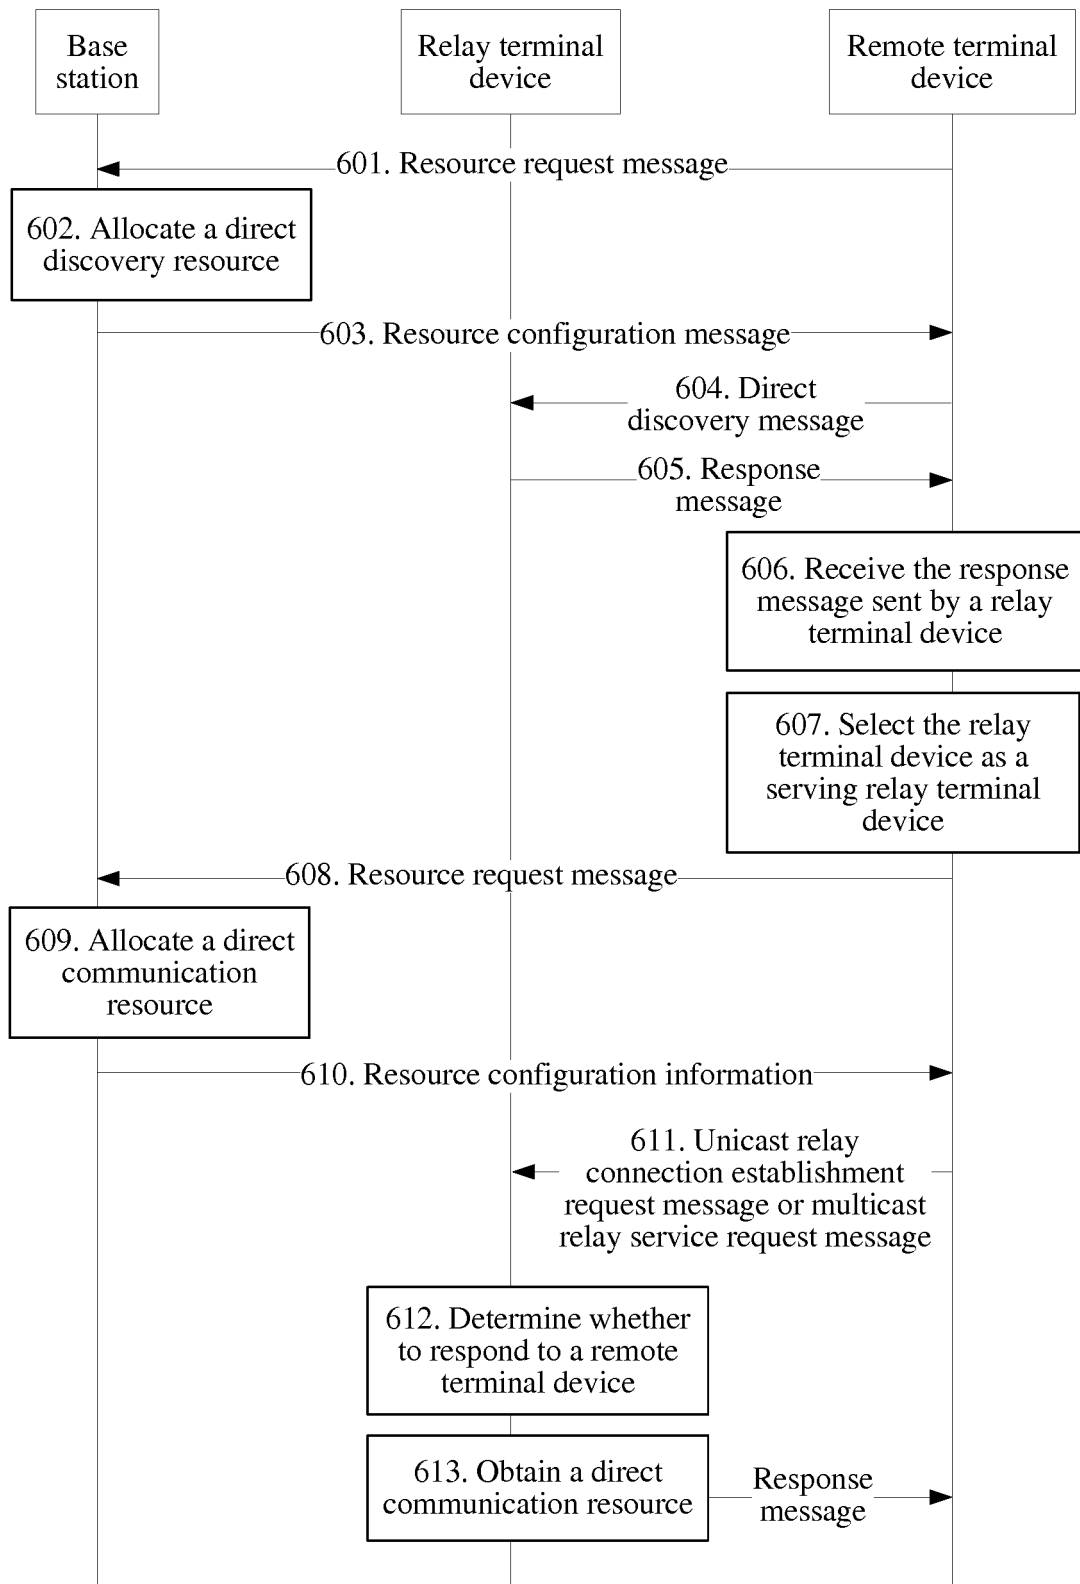 Base
station
Relay terminal
device
Remote terminal
device
601. Resource request message
602. Allocate a direct
discovery resource
603. Resource configuration message
604. Direct
discovery message
605. Response
message
606. Receive the response
message sent by a relay
terminal device
607. Select the relay
terminal device as a
serving relay terminal
device
608. Resource request message
609. Allocate a direct
communication
resource
610. Resource configuration information
611. Unicast relay
connection establishment
request message or multicast
relay service request message
612. Determine whether
to respond to a remote
terminal device
613. Obtain a direct
communication resource
Response
message